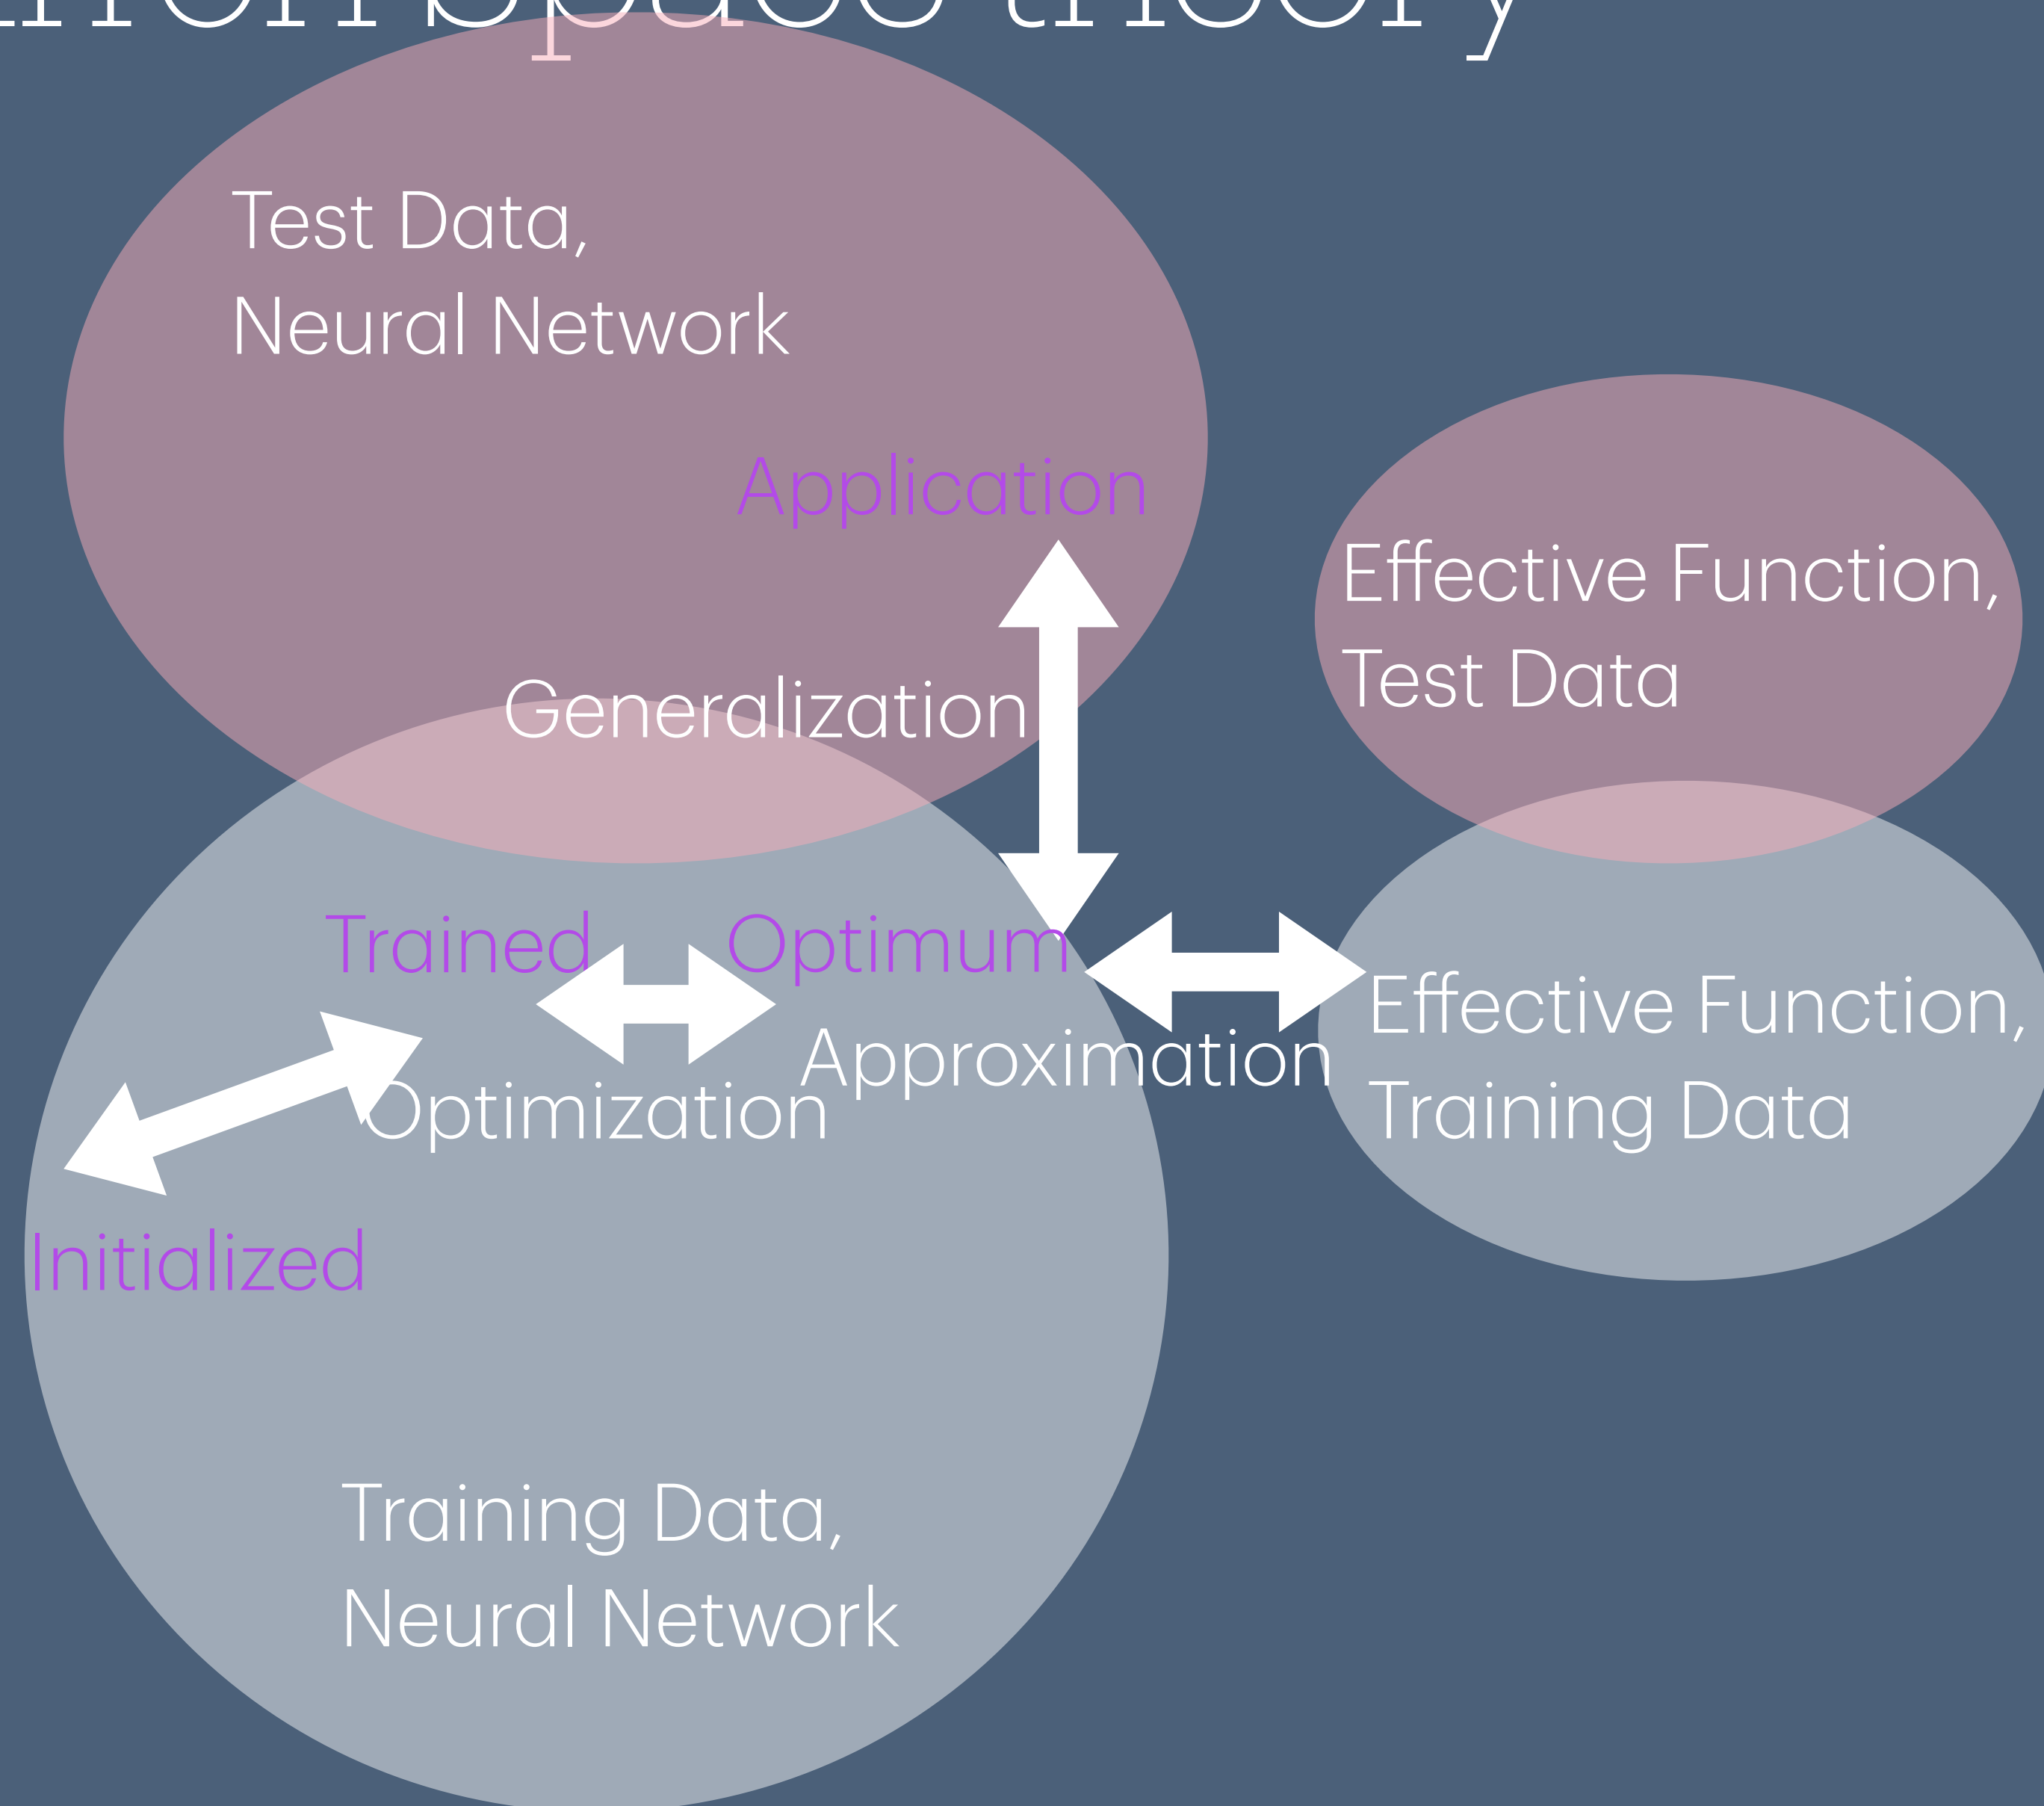 Test Data,
Neural Network
Application
Effective Function,
Test Data
Generalization
Trained
Optimum
Effective Function,
Training Data
Approximation
Optimization
Initialized
Training Data,
Neural Network